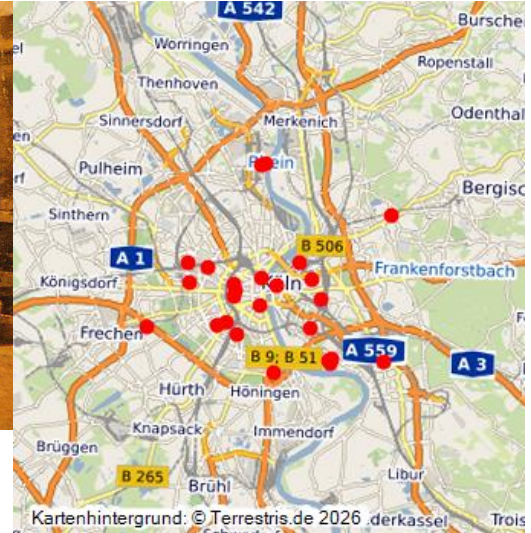 A 542
Burschei
Worringen
Ropenstall
Thenhoven
Sinnersdorf
Merkenich
Odenthal
Rhein
Pulheim
Bergisc
Sinthern
B 506
A 1
Frankenforstbach
Königsdorf
Köln
Frechen
A 559
B 9; B 51
A 3
Hürth
Höningen
Knapsack
Immendorf
Brüggen
B 265
Libur
Brühl
Kartenhintergrund: © Terrestris.de 2026
derkassel
Trois